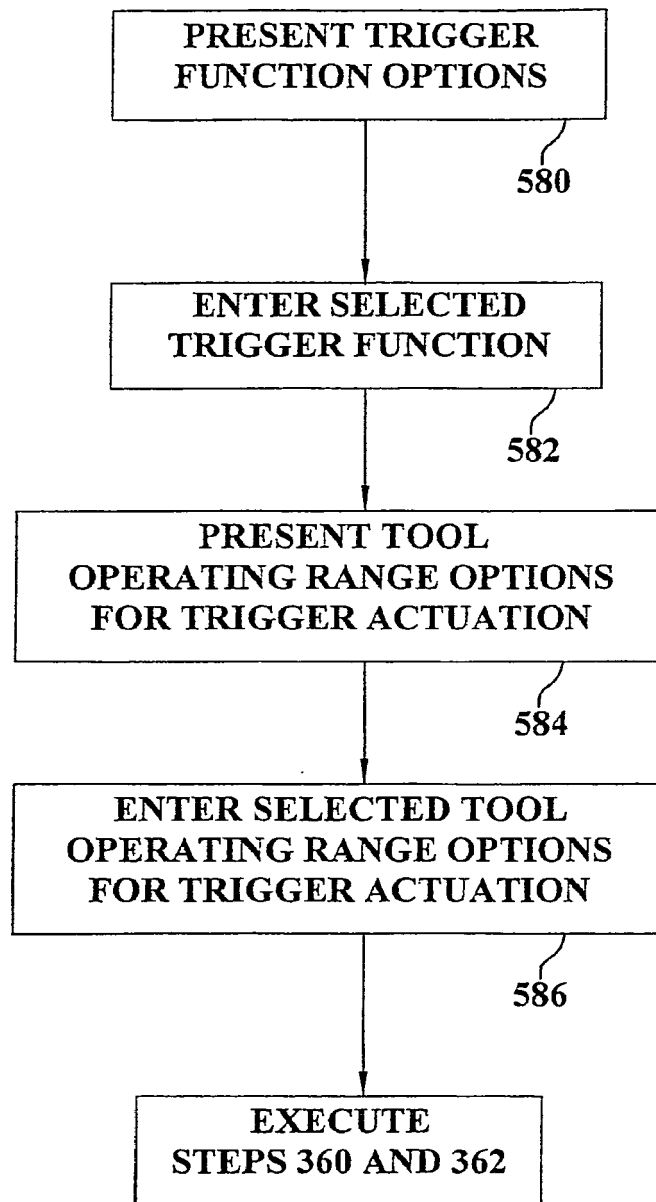 PRESENT TRIGGER
FUNCTION OPTIONS
580
ENTER SELECTED
TRIGGER FUNCTION
582
PRESENT TOOL
OPERATING RANGE OPTIONS
FOR TRIGGER ACTUATION
584
ENTER SELECTED TOOL
OPERATING RANGE OPTIONS
FOR TRIGGER ACTUATION
586
EXECUTE
STEPS 360 AND 362